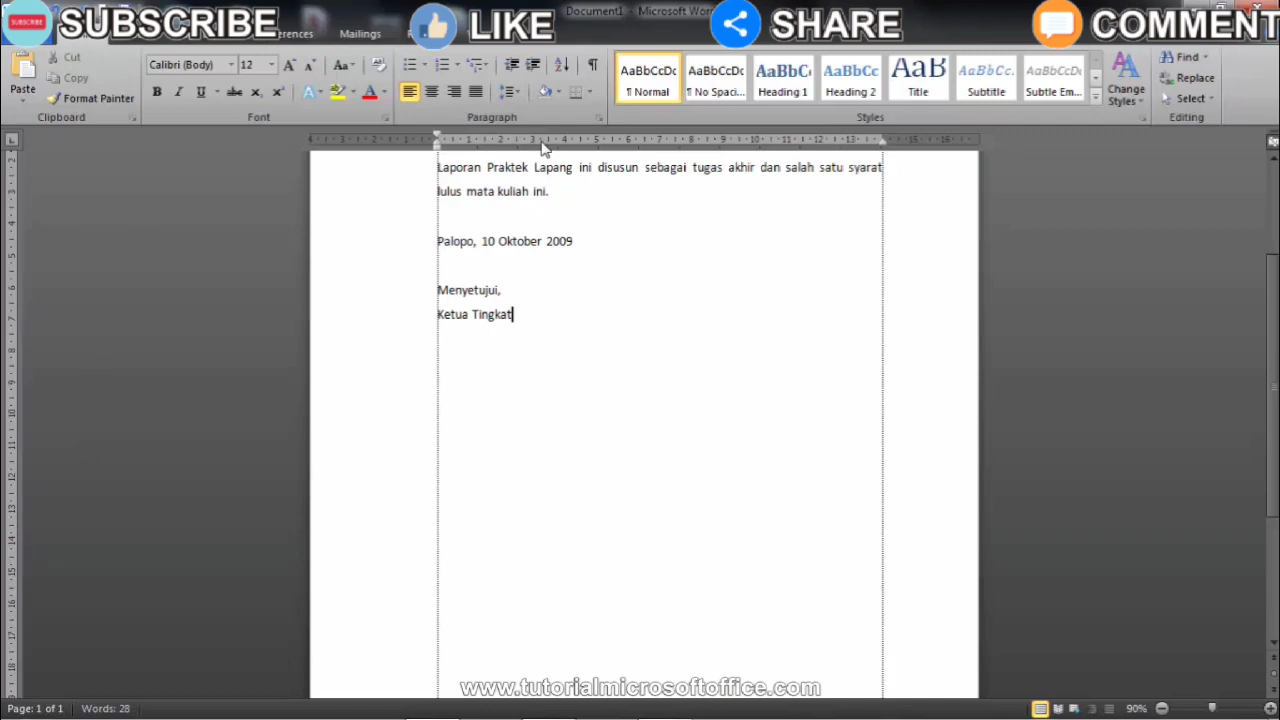 SUBSCRIBE LIKE SHARE COMMENT
Document1 - Microsoft Word
Mailings
Cut
Copy
Format Painter
Paste
Clipboard
Calibri (Body) 12
Font
Paragraph
AaBbCcDc AaBbCcDc AaBbC AaBbCc AaB AaBbCc. AaBbCcDc
¶ Normal ¶ No Spaci... Heading 1 Heading 2 Title Subtitle Subtle Em...
Styles
Change
Styles
Find
Replace
Select
Editing
Laporan Praktek Lapang ini disusun sebagai tugas akhir dan salah satu syarat
lulus mata kuliah ini.
Palopo, 10 Oktober 2009
Menyetujui,
Ketua Tingkat
www.tutorialmicrosoftoffice.com
Page: 1 of 1 Words: 28 90%